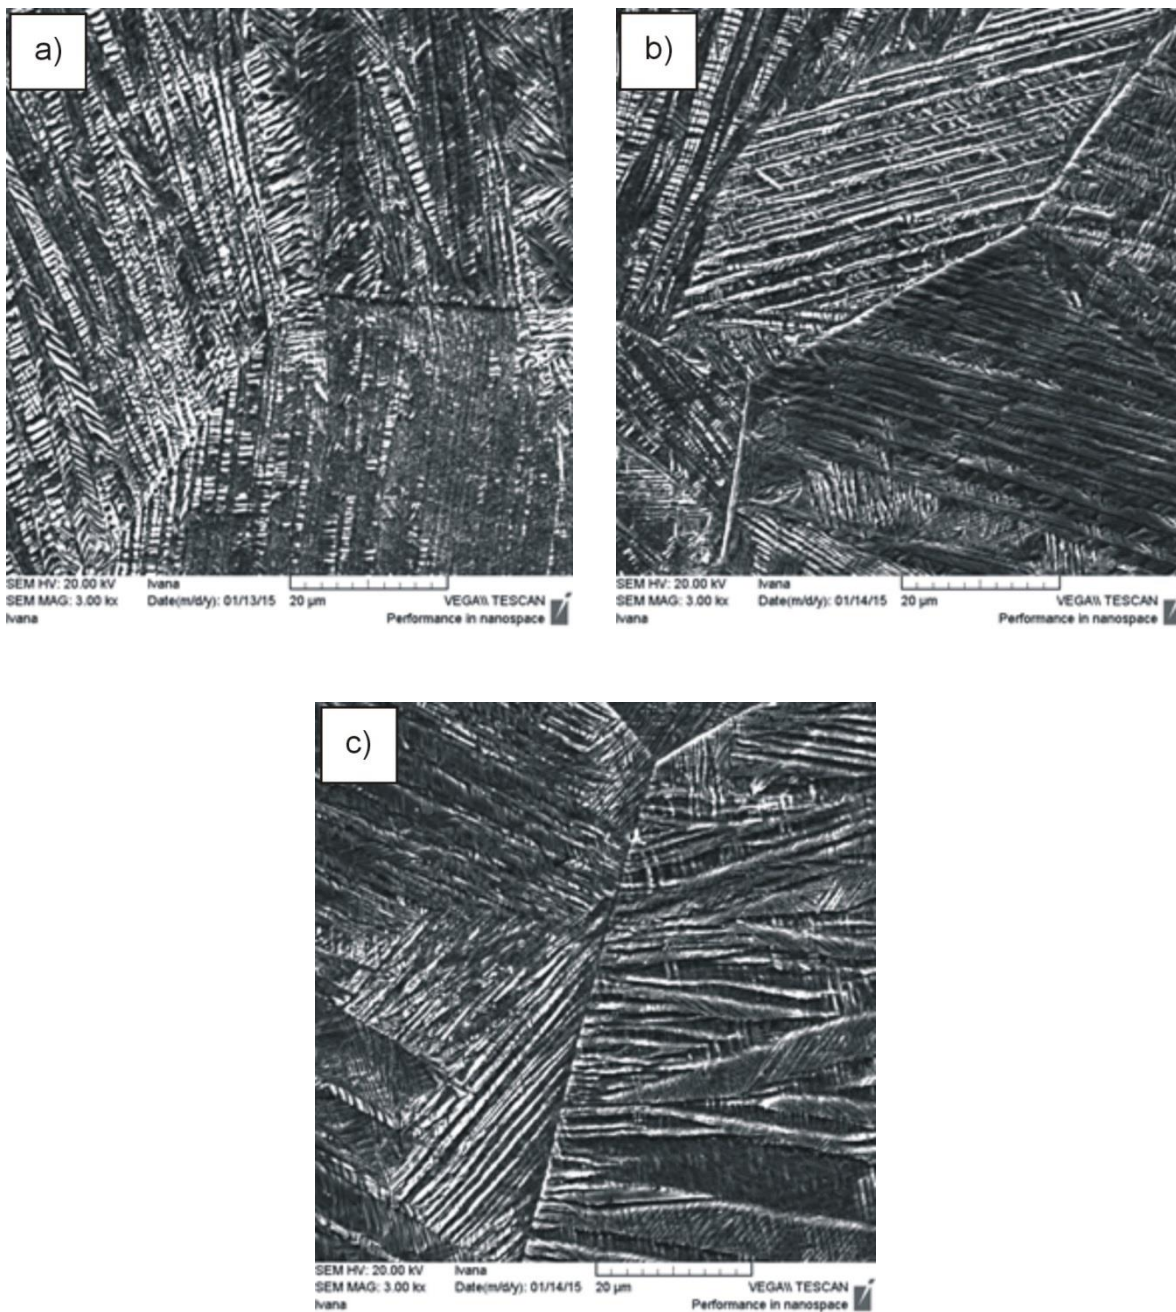 a)
SEM HV: 20.00 kV Ivana
SEM MAG: 3.00 kx Date(m/d/y): 01/13/15 20 µm VEGA\\ TESCAN
Ivana Performance in nanospace
b)
SEM HV: 20.00 kV Ivana
SEM MAG: 3.00 kx Date(m/d/y): 01/14/15 20 µm VEGA\\ TESCAN
Ivana Performance in nanospace
c)
SEM HV: 20.00 kV Ivana
SEM MAG: 3.00 kx Date(m/d/y): 01/14/15 20 µm VEGA\\ TESCAN
Ivana Performance in nanospace